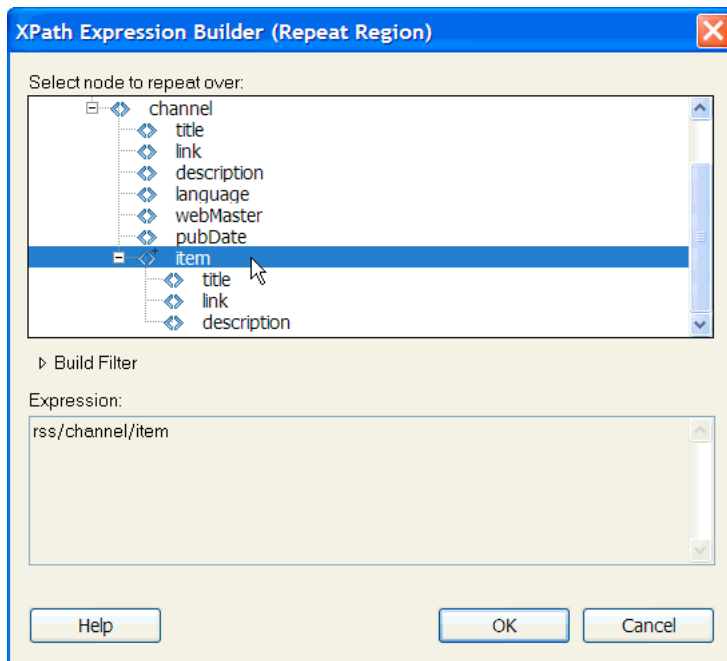 XPath Expression Builder (Repeat Region)
Select node to repeat over:
channel
title
link
description
language
webMaster
pubDate
item
title
link
description
Build Filter
Expression:
rss/channel/item
Help
OK
Cancel